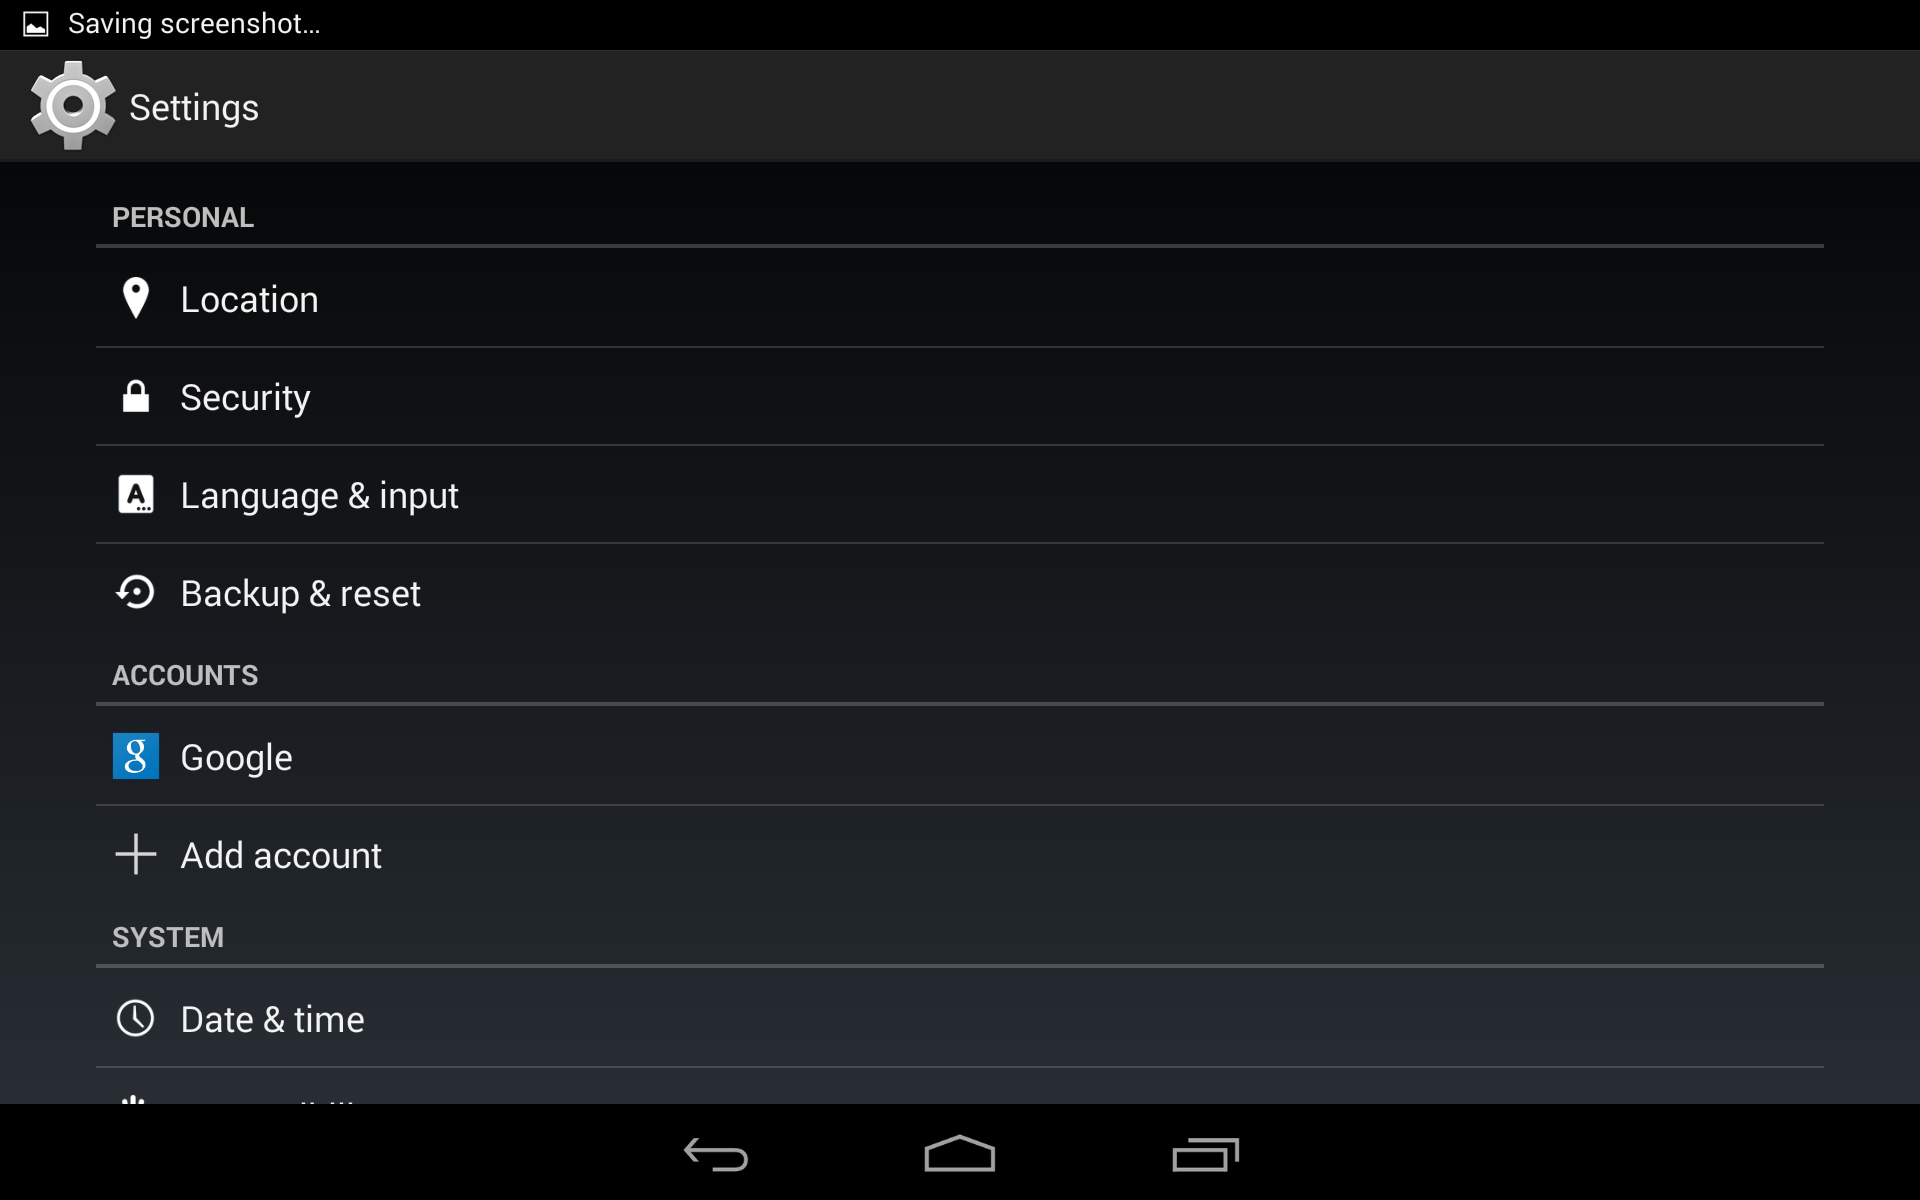 Saving screenshot...
Settings
PERSONAL
Location
Security
Language & input
Backup & reset
ACCOUNTS
Google
Add account
SYSTEM
Date & time